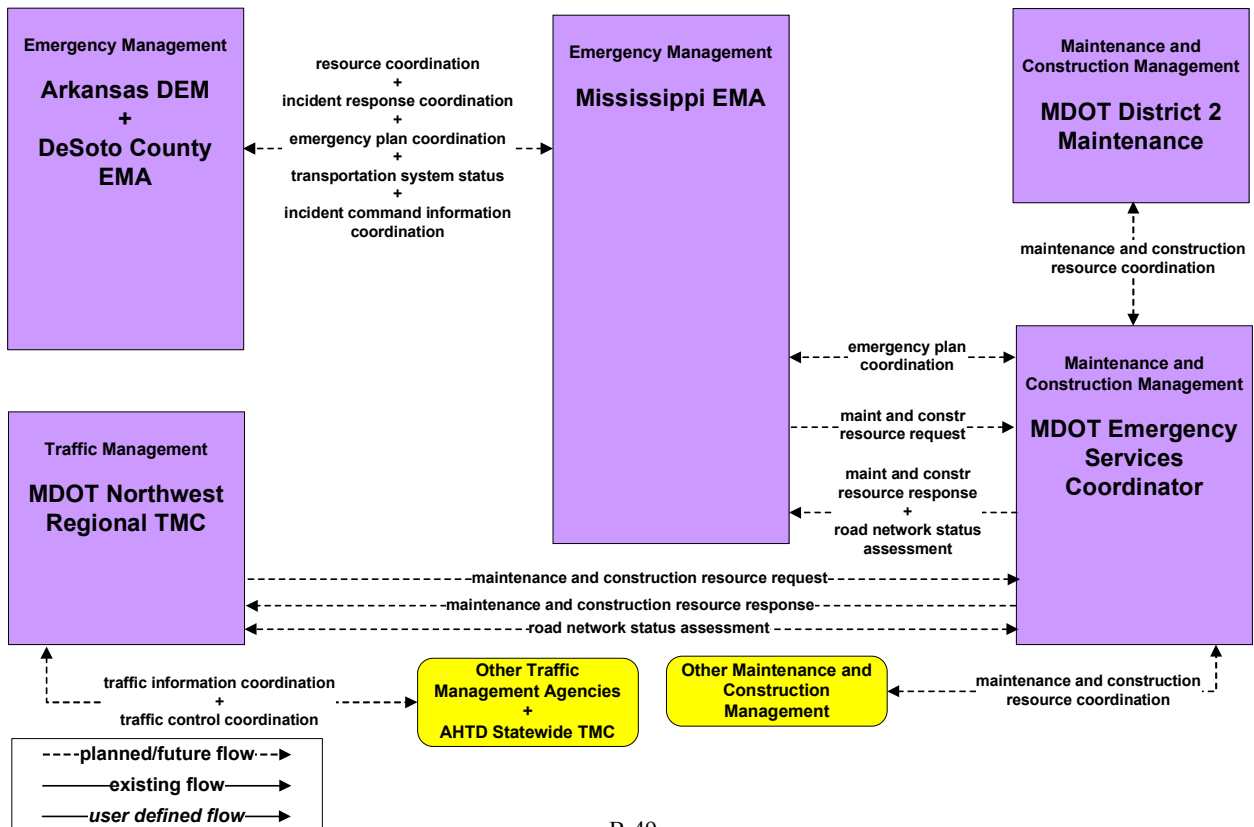 Emergency Management
Arkansas DEM
+
DeSoto County
EMA
resource coordination
+
incident response coordination
+
emergency plan coordination
+
transportation system status
+
incident command information
coordination
Emergency Management
Mississippi EMA
Maintenance and
Construction Management
MDOT District 2
Maintenance
maintenance and construction
resource coordination
emergency plan
coordination
maint and constr
resource request
maint and constr
resource response
+
road network status
assessment
Maintenance and
Construction Management
MDOT Emergency
Services
Coordinator
Traffic Management
MDOT Northwest
Regional TMC
maintenance and construction resource request
maintenance and construction resource response
road network status assessment
traffic information coordination
+
traffic control coordination
Other Traffic
Management Agencies
+
AHTD Statewide TMC
Other Maintenance and
Construction
Management
maintenance and construction
resource coordination
planned/future flow
existing flow
user defined flow